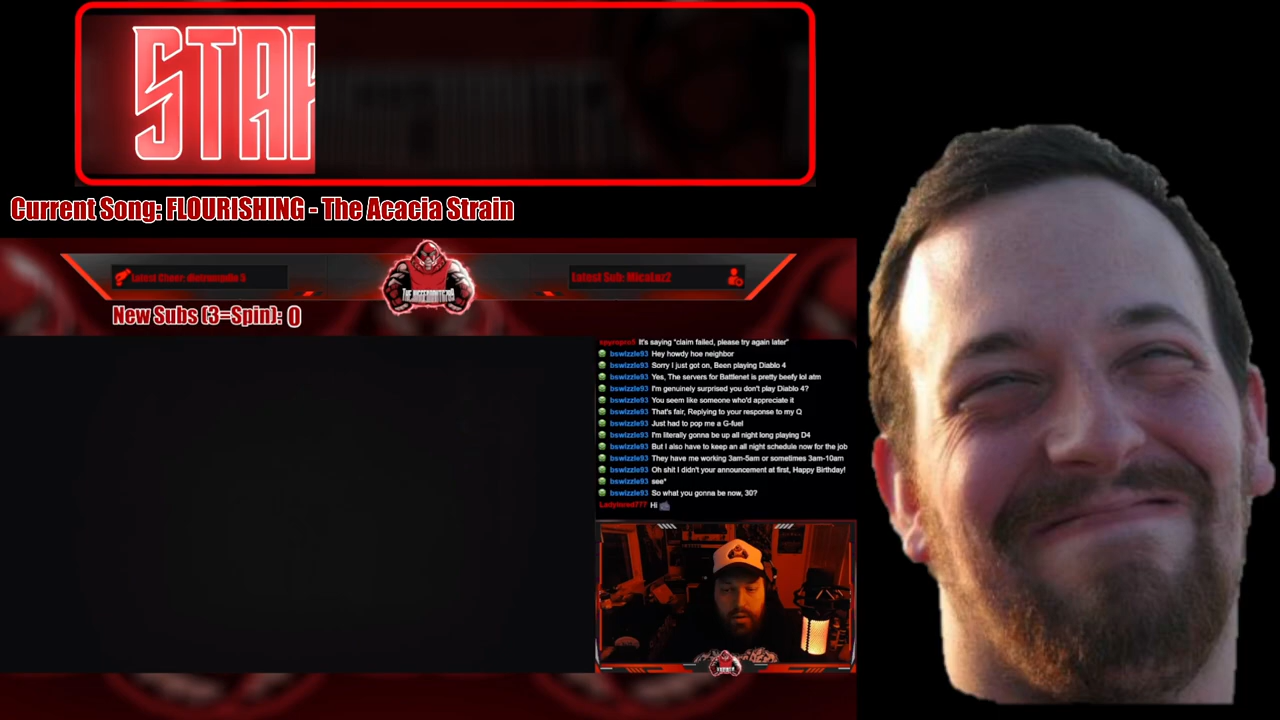 STAR
Current Song: FLOURISHING - The Acacia Strain
Latest Sub: MicaLuz2
New Subs (3=Spin): 0
It's saying "claim failed, please try again later"
bswizzle93 Hey howdy hoe neighbor
bswizzle93 Sorry I just got on, Been playing Diablo 4
bswizzle93 Yes, The servers for Battlenet is pretty beefy lol atm
bswizzle93 I'm genuinely surprised you don't play Diablo 4?
bswizzle93 You seem like someone who'd appreciate it
bswizzle93 That's fair, Replying to your response to my Q
bswizzle93 Just had to pop me a G-fuel
bswizzle93 I'm literally gonna be up all night long playing D4
bswizzle93 But I also have to keep an all night schedule now for the job
bswizzle93 They have me working 3am-5am or sometimes 3am-10am
bswizzle93 Oh shit I didn't your announcement at first, Happy Birthday!
bswizzle93 see*
bswizzle93 So what you gonna be now, 30?
Hi